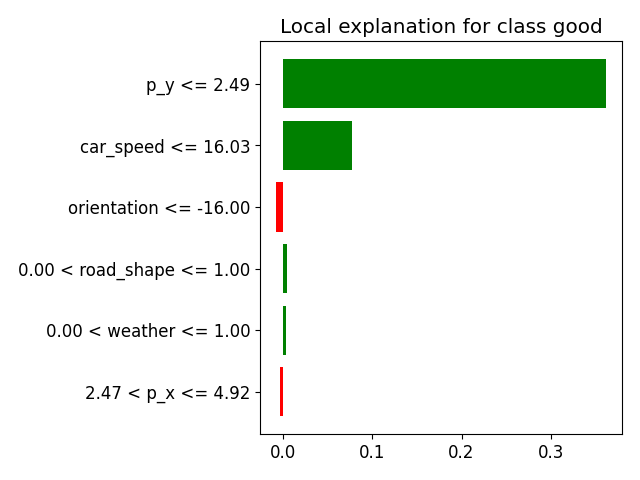 Local explanation for class good
p_y <= 2.49
car_speed <= 16.03
orientation <= -16.00
0.00 < road_shape <= 1.00
0.00 < weather <= 1.00
2.47 < p_x <= 4.92
0.0 0.1 0.2 0.3